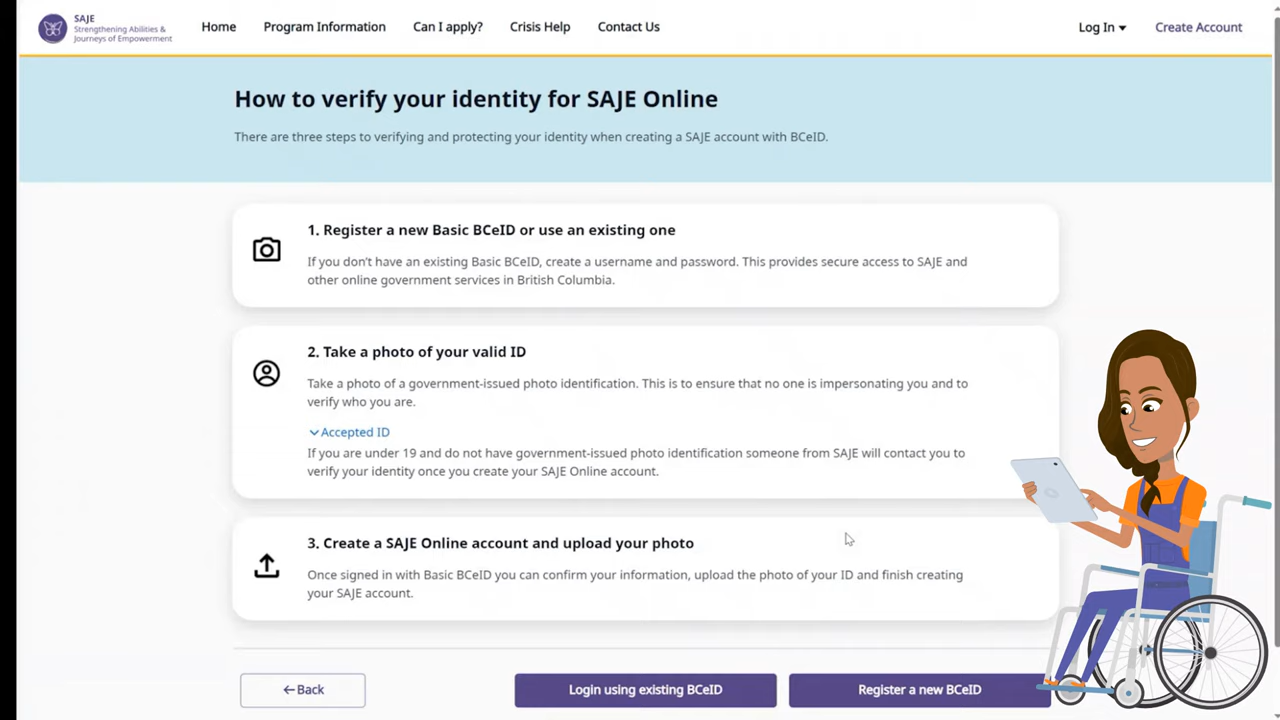 SAJE
Strengthening Abilities &
Journeys of Empowerment
Home
Program Information
Can I apply?
Crisis Help
Contact Us
Log In
Create Account
How to verify your identity for SAJE Online
There are three steps to verifying and protecting your identity when creating a SAJE account with BCeID.
1. Register a new Basic BCeID or use an existing one
If you don't have an existing Basic BCeID, create a username and password. This provides secure access to SAJE and
other online government services in British Columbia.
2. Take a photo of your valid ID
Take a photo of a government-issued photo identification. This is to ensure that no one is impersonating you and to
verify who you are.
Accepted ID
If you are under 19 and do not have government-issued photo identification someone from SAJE will contact you to
verify your identity once you create your SAJE Online account.
3. Create a SAJE Online account and upload your photo
Once signed in with Basic BCeID you can confirm your information, upload the photo of your ID and finish creating
your SAJE account.
Back
Login using existing BCeID
Register a new BCeID